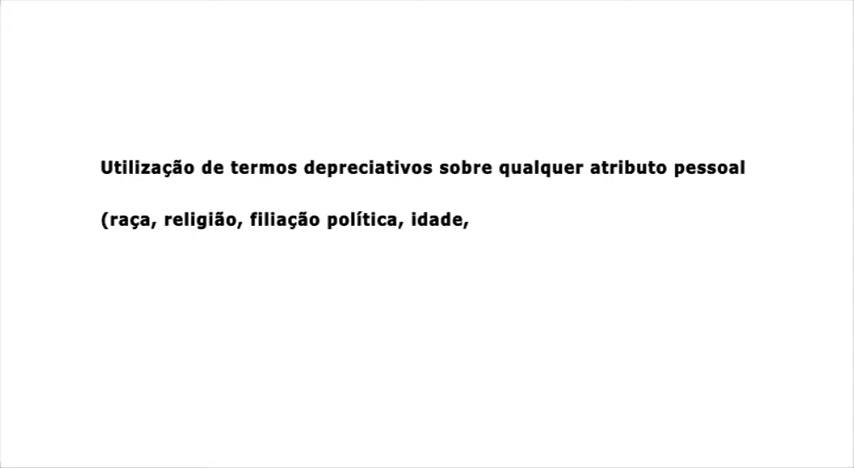 Utilização de termos depreciativos sobre qualquer atributo pessoal
(raça, religião, filiação política, idade,